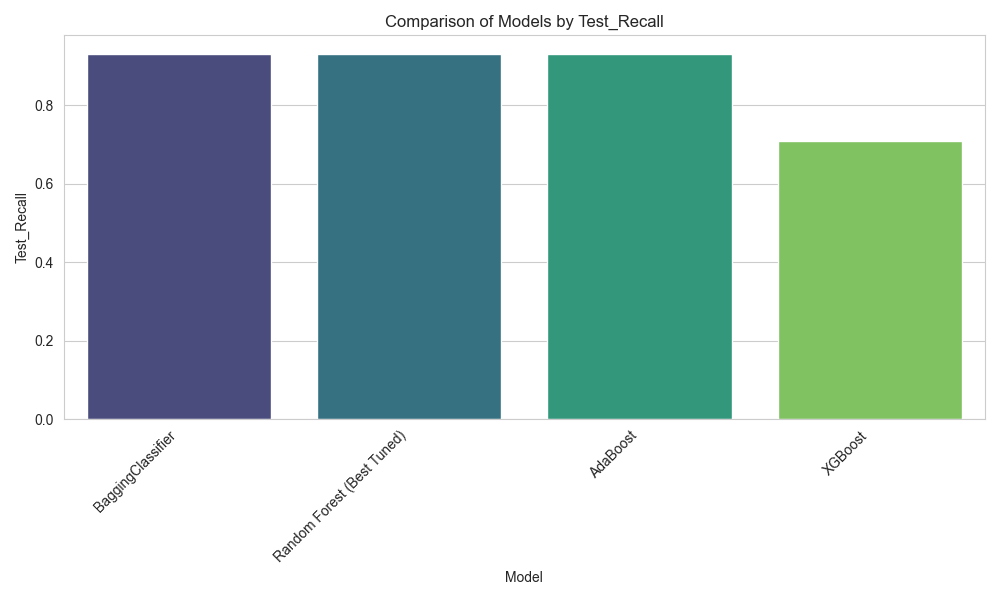 Comparison of Models by Test_Recall
Test_Recall
0.8
0.6
0.4
0.2
0.0
BaggingClassifier
Random Forest (Best Tuned)
AdaBoost
XGBoost
Model